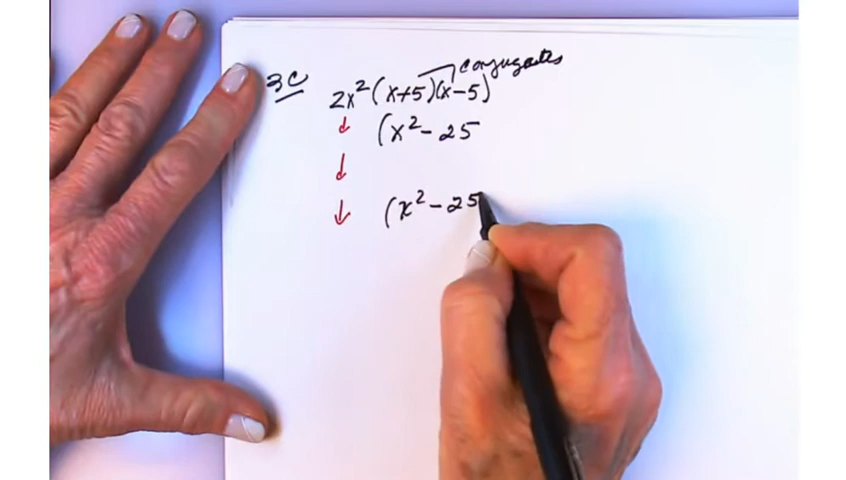 3C
conjugates
2x²(x+5)(x-5)
↓ (x² - 25
↓
↓ (x² - 25